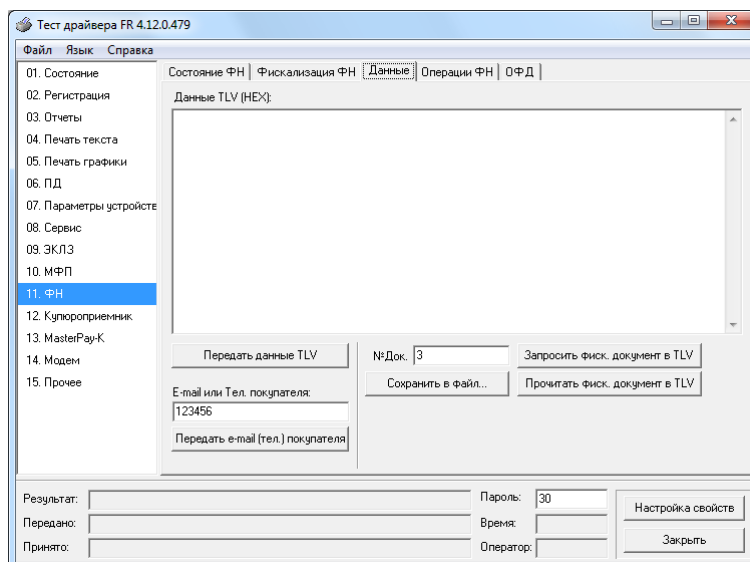 Тест драйвера FR 4.12.0.479
Файл Язык Справка
01. Состояние
02. Регистрация
03. Отчеты
04. Печать текста
05. Печать графики
06. ПД
07. Параметры устройств
08. Сервис
09. ЭКЛЗ
10. МФП
11. ФН
12. Купюроприемник
13. MasterPay-K
14. Модем
15. Прочее
Состояние ФН Фискализация ФН Данные Операции ФН ОФД
Данные TLV (HEX):
Передать данные TLV
№Док. 3
Запросить фиск. документ в TLV
Сохранить в файл...
Прочитать фиск. документ в TLV
E-mail или Тел. покупателя:
123456
Передать e-mail (тел.) покупателя
Результат:
Передано:
Принято:
Пароль: 30
Время:
Оператор:
Настройка свойств
Закрыть